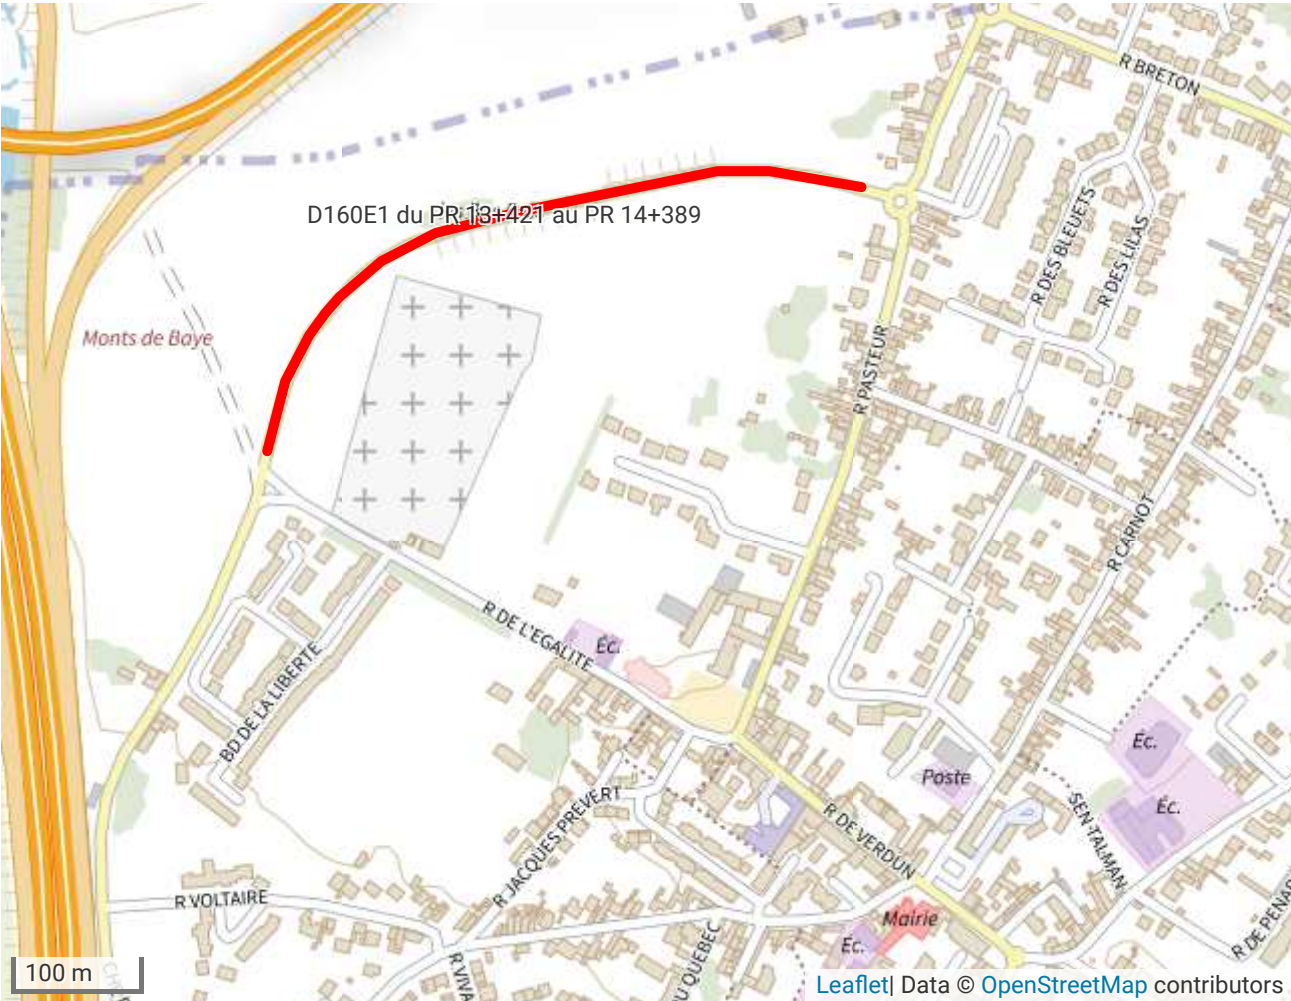 R BRETON
D160E1 du PR 13+421 au PR 14+389
R DES BLEUETS
R DES LILAS
Monts de Baye
R PASTEUR
R CARNOT
R DE L'EGALITE
Éc.
BD DE LA LIBERTE
Éc.
Poste
Éc.
R JACQUES PREVERT
R DE VERDUN
SEN TALMAN
R VOLTAIRE
Mairie
Éc.
R DE PENA
U QUEBEC
R VIVA
100 m
Leaflet| Data © OpenStreetMap contributors